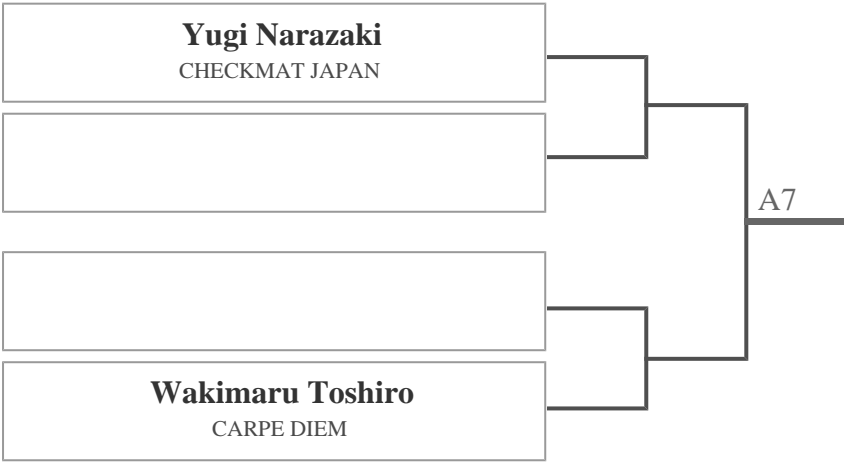 Yugi Narazaki
CHECKMAT JAPAN
A7
Wakimaru Toshiro
CARPE DIEM